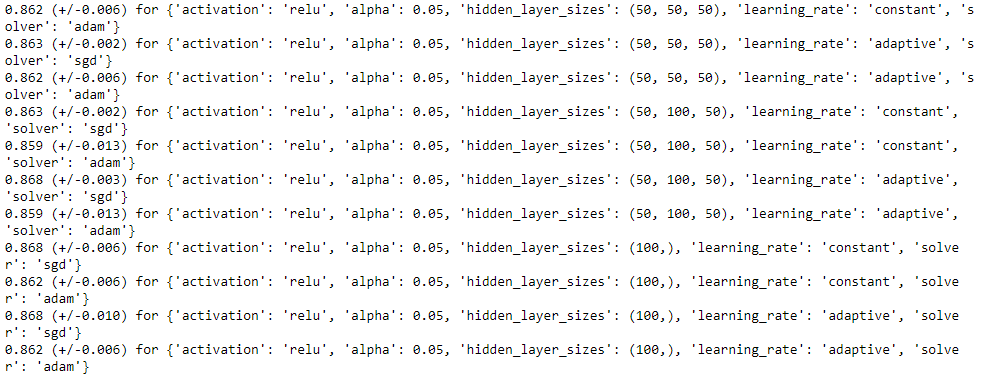 0.862 (+/-0.006) for {'activation': 'relu', 'alpha': 0.05, 'hidden_layer_sizes': (50, 50, 50), 'learning_rate': 'constant', 's
olver': 'adam'}
0.863 (+/-0.002) for {'activation': 'relu', 'alpha': 0.05, 'hidden_layer_sizes': (50, 50, 50), 'learning_rate': 'adaptive', 's
olver': 'sgd'}
0.862 (+/-0.006) for {'activation': 'relu', 'alpha': 0.05, 'hidden_layer_sizes': (50, 50, 50), 'learning_rate': 'adaptive', 's
olver': 'adam'}
0.863 (+/-0.002) for {'activation': 'relu', 'alpha': 0.05, 'hidden_layer_sizes': (50, 100, 50), 'learning_rate': 'constant',
'solver': 'sgd'}
0.859 (+/-0.013) for {'activation': 'relu', 'alpha': 0.05, 'hidden_layer_sizes': (50, 100, 50), 'learning_rate': 'constant',
'solver': 'adam'}
0.868 (+/-0.003) for {'activation': 'relu', 'alpha': 0.05, 'hidden_layer_sizes': (50, 100, 50), 'learning_rate': 'adaptive',
'solver': 'sgd'}
0.859 (+/-0.013) for {'activation': 'relu', 'alpha': 0.05, 'hidden_layer_sizes': (50, 100, 50), 'learning_rate': 'adaptive',
'solver': 'adam'}
0.868 (+/-0.006) for {'activation': 'relu', 'alpha': 0.05, 'hidden_layer_sizes': (100,), 'learning_rate': 'constant', 'solve
r': 'sgd'}
0.862 (+/-0.006) for {'activation': 'relu', 'alpha': 0.05, 'hidden_layer_sizes': (100,), 'learning_rate': 'constant', 'solve
r': 'adam'}
0.868 (+/-0.010) for {'activation': 'relu', 'alpha': 0.05, 'hidden_layer_sizes': (100,), 'learning_rate': 'adaptive', 'solve
r': 'sgd'}
0.862 (+/-0.006) for {'activation': 'relu', 'alpha': 0.05, 'hidden_layer_sizes': (100,), 'learning_rate': 'adaptive', 'solve
r': 'adam'}